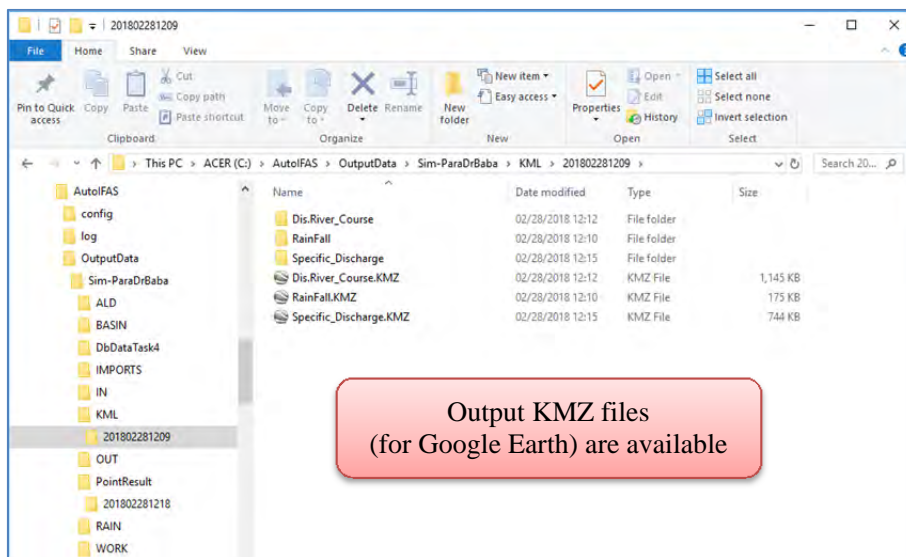 201802281209
File Home Share View
Pin to Quick access
Copy
Paste
Cut
Copy path
Paste shortcut
Clipboard
Move to
Copy to
Delete
Rename
Organize
New folder
New item
Easy access
New
Properties
Open
Edit
History
Open
Select all
Select none
Invert selection
Select
This PC > ACER (C:) > AutoIFAS > OutputData > Sim-ParaDrBaba > KML > 201802281209 >
Search 20...
AutoIFAS
config
log
OutputData
Sim-ParaDrBaba
ALD
BASIN
DbDataTask4
IMPORTS
IN
KML
201802281209
OUT
PointResult
201802281218
RAIN
WORK
Name Date modified Type Size
Dis.River_Course 02/28/2018 12:12 File folder
RainFall 02/28/2018 12:10 File folder
Specific_Discharge 02/28/2018 12:15 File folder
Dis.River_Course.KMZ 02/28/2018 12:12 KMZ File 1,145 KB
RainFall.KMZ 02/28/2018 12:10 KMZ File 175 KB
Specific_Discharge.KMZ 02/28/2018 12:15 KMZ File 744 KB
Output KMZ files
(for Google Earth) are available